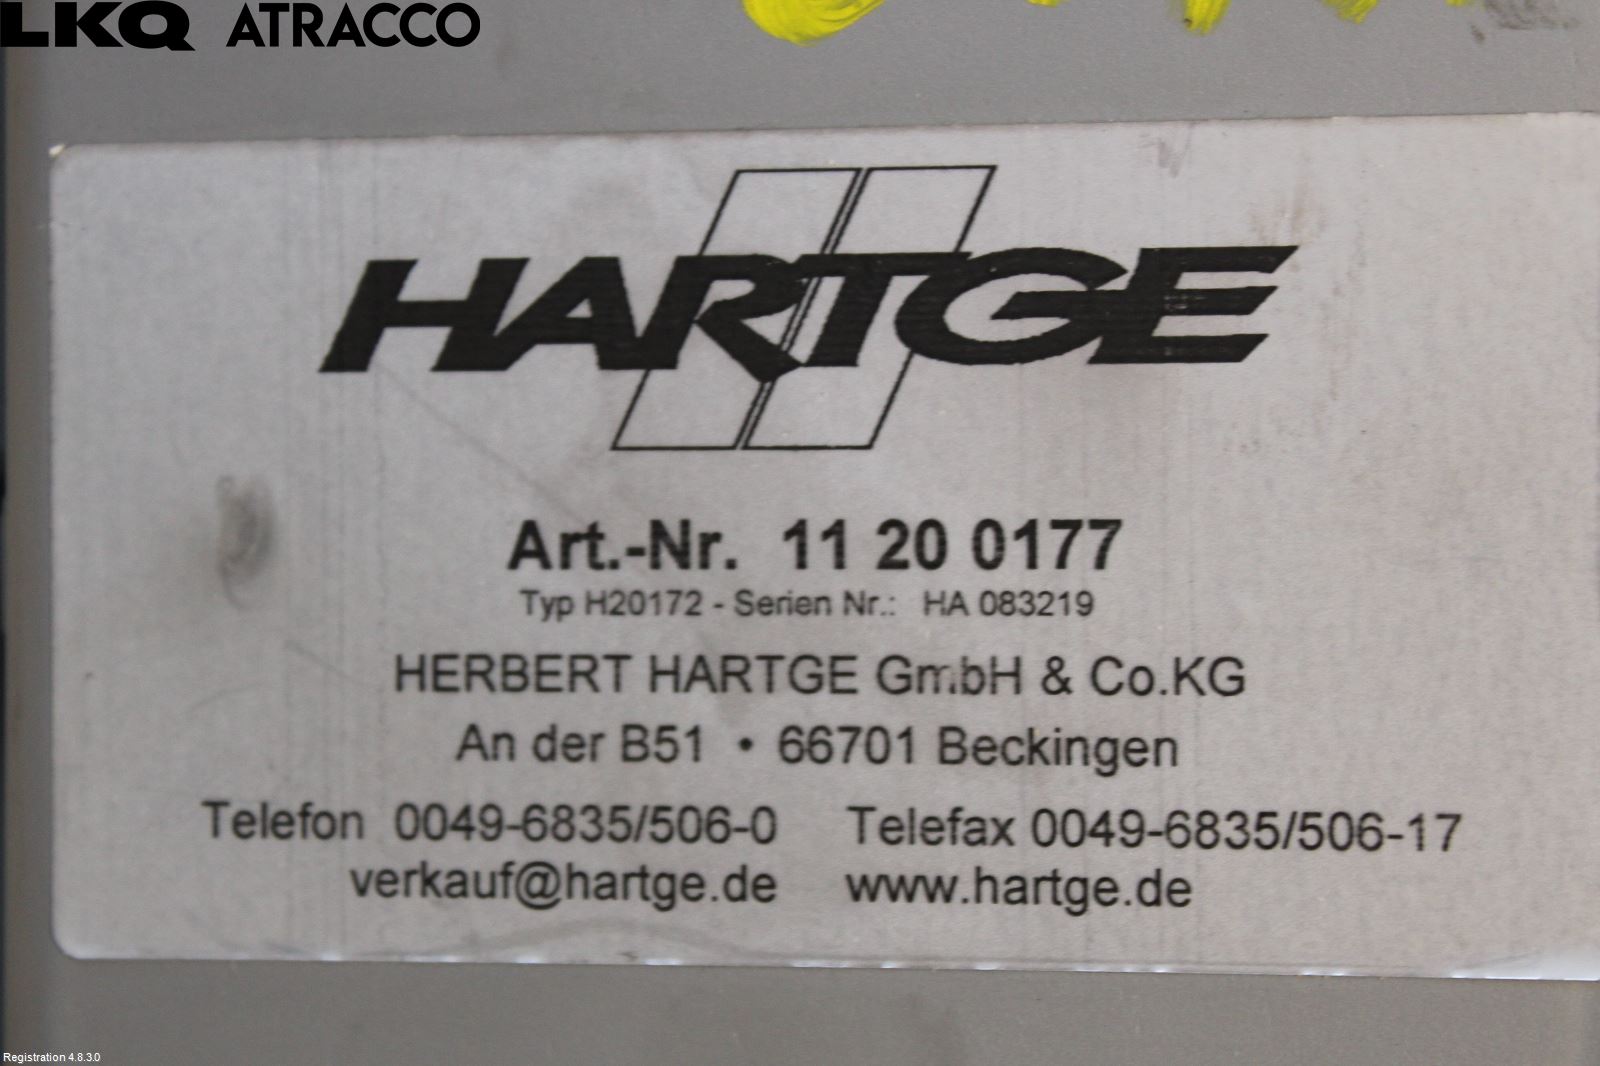 LKQ ATRACCO
HARTGE
Art.-Nr. 11 20 0177
Typ H20172 - Serien Nr.: HA 083219
HERBERT HARTGE GmbH & Co.KG
An der B51 • 66701 Beckingen
Telefon 0049-6835/506-0 Telefax 0049-6835/506-17
verkauf@hartge.de www.hartge.de
Registration 4.8.3.0